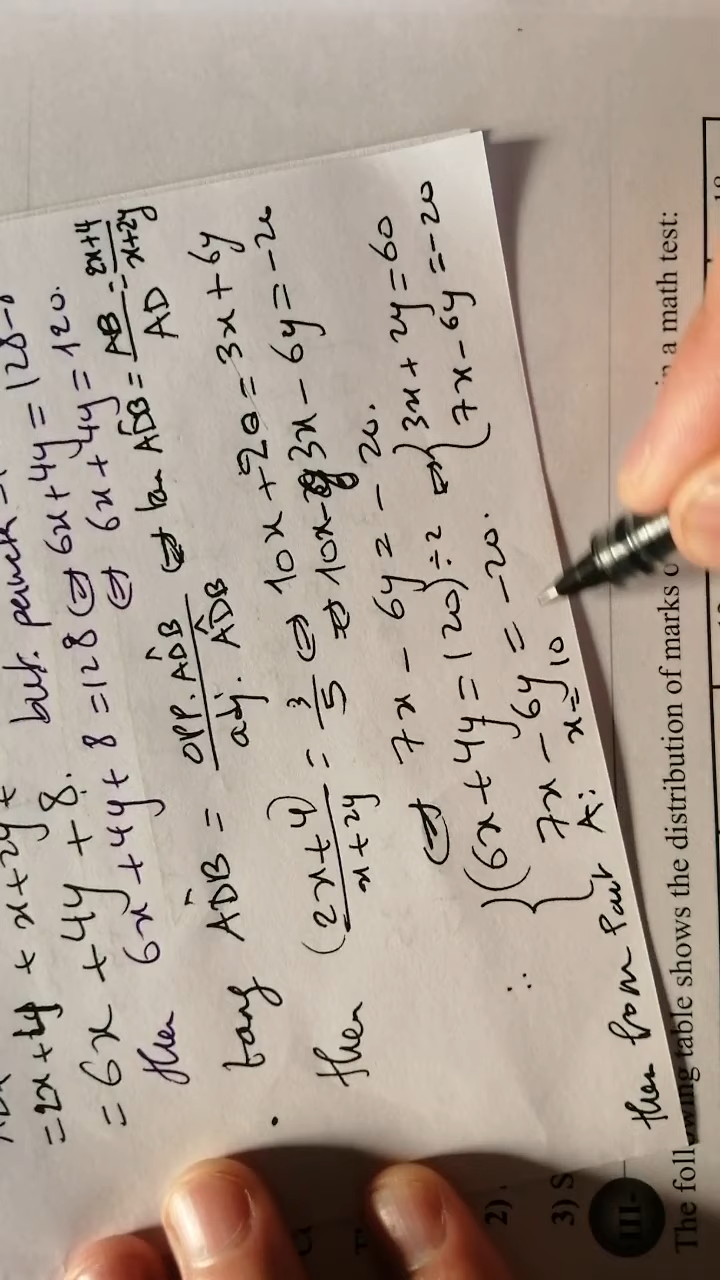 = 2x+4 + x+2y+
= 6x + 4y + 8. but. = 128
then 6x + 4y + 8 = 128 ⇔ 6x + 4y = 120.
⇔ 6x + 4y = 120.
tang ADB = opp. ADB / adj. ADB ⇔ tan ADB = AB / AD = 2x+4 / x+2y
then (2x+4) / x+2y = 3/5 ⇔ 10x + 20 = 3x + 6y
⇔ 10x - 3x - 6y = -20
⇔ 7x - 6y = -20.
∴ { (6x + 4y = 120) ÷ 2 ⇔ { 3x + 2y = 60
7x - 6y = -20. 7x - 6y = -20
then from Part A: x = 10
2).
3) S
III-
The following table shows the distribution of marks in a math test: